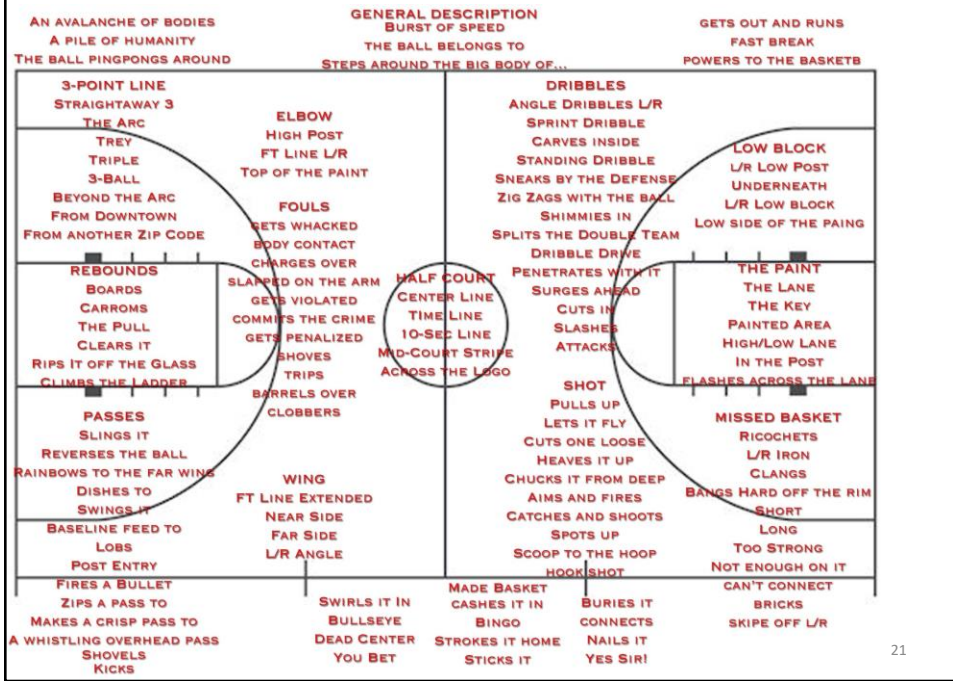 AN AVALANCHE OF BODIES
A PILE OF HUMANITY
THE BALL PINGPONGS AROUND
GENERAL DESCRIPTION
BURST OF SPEED
THE BALL BELONGS TO
STEPS AROUND THE BIG BODY OF...
GETS OUT AND RUNS
FAST BREAK
POWERS TO THE BASKETB
3-POINT LINE
STRAIGHTAWAY 3
THE ARC
TREY
TRIPLE
3-BALL
BEYOND THE ARC
FROM DOWNTOWN
FROM ANOTHER ZIP CODE
REBOUNDS
BOARDS
CARROMS
THE PULL
CLEARS IT
RIPS IT OFF THE GLASS
CLIMBS THE LADDER
PASSES
SLINGS IT
REVERSES THE BALL
RAINBOWS TO THE FAR WING
DISHES TO
SWINGS IT
BASELINE FEED TO
LOBS
POST ENTRY
FIRES A BULLET
ZIPS A PASS TO
MAKES A CRISP PASS TO
A WHISTLING OVERHEAD PASS
SHOVELS
KICKS
ELBOW
HIGH POST
FT LINE L/R
TOP OF THE PAINT
FOULS
GETS WHACKED
BODY CONTACT
CHARGES OVER
SLAPPED ON THE ARM
GETS VIOLATED
COMMITS THE CRIME
GETS PENALIZED
SHOVES
TRIPS
BARRELS OVER
CLOBBERS
WING
FT LINE EXTENDED
NEAR SIDE
FAR SIDE
L/R ANGLE
HALF COURT
CENTER LINE
TIME LINE
10-SEC LINE
MID-COURT STRIPE
ACROSS THE LOGO
DRIBBLES
ANGLE DRIBBLES L/R
SPRINT DRIBBLE
CARVES INSIDE
STANDING DRIBBLE
SNEAKS BY THE DEFENSE
ZIG ZAGS WITH THE BALL
SHIMMIES IN
SPLITS THE DOUBLE TEAM
DRIBBLE DRIVE
PENETRATES WITH IT
SURGES AHEAD
CUTS IN
SLASHES
ATTACKS
SHOT
PULLS UP
LETS IT FLY
CUTS ONE LOOSE
HEAVES IT UP
CHUCKS IT FROM DEEP
AIMS AND FIRES
CATCHES AND SHOOTS
SPOTS UP
SCOOP TO THE HOOP
HOOK SHOT
LOW BLOCK
L/R LOW POST
UNDERNEATH
L/R LOW BLOCK
LOW SIDE OF THE PAING
THE PAINT
THE LANE
THE KEY
PAINTED AREA
HIGH/LOW LANE
IN THE POST
FLASHES ACROSS THE LANE
MISSED BASKET
RICOCHETS
L/R IRON
CLANGS
BANGS HARD OFF THE RIM
SHORT
LONG
TOO STRONG
NOT ENOUGH ON IT
CAN'T CONNECT
BRICKS
SKIPE OFF L/R
SWIRLS IT IN
BULLSEYE
DEAD CENTER
YOU BET
MADE BASKET
CASHES IT IN
BINGO
STROKES IT HOME
STICKS IT
BURIES IT
CONNECTS
NAILS IT
YES SIR!
21